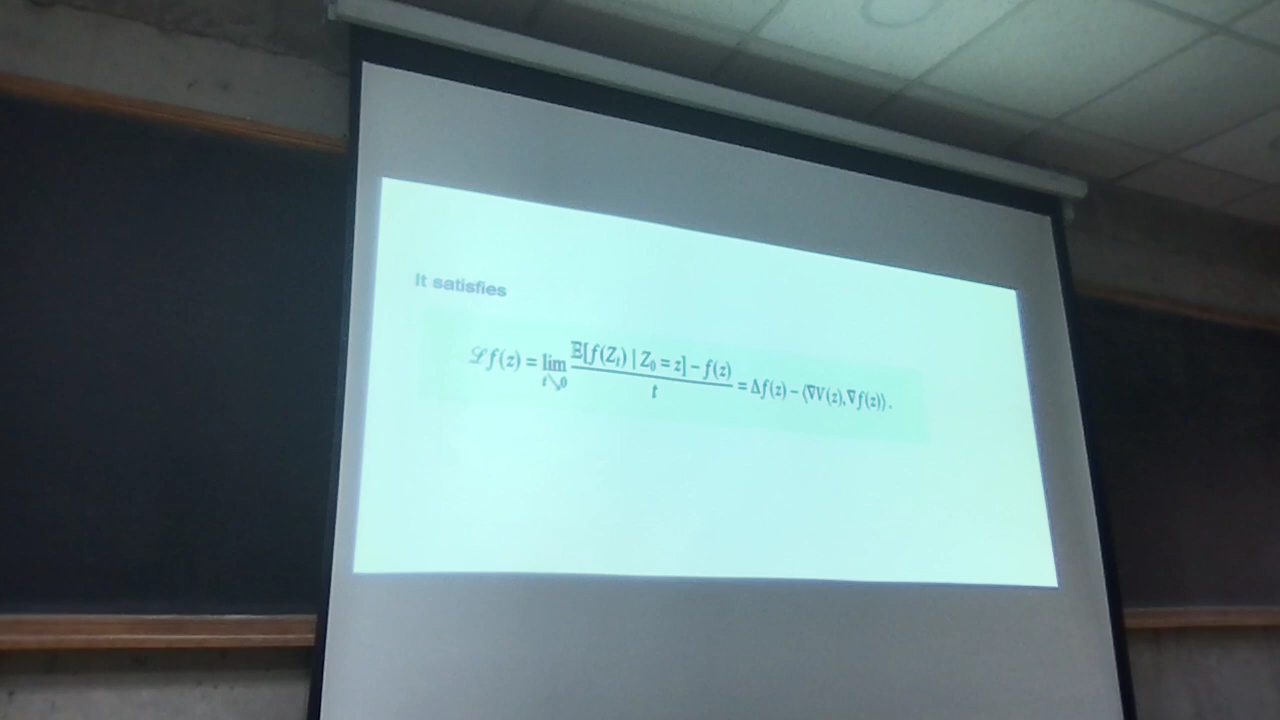 It satisfies
ℒf(z) = lim_{t↘0} (𝔼[f(Z_t) | Z_0 = z] − f(z)) / t = Δf(z) − ⟨∇V(z), ∇f(z)⟩.